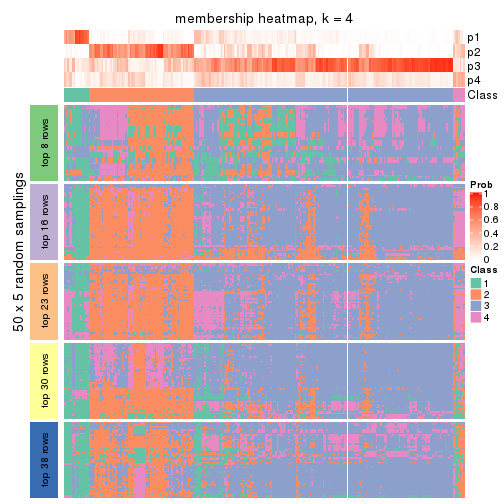 membership heatmap, k = 4
p1
p2
p3
p4
Class
50 x 5 random samplings
top 8 rows
top 16 rows
top 23 rows
top 30 rows
top 38 rows
Prob
1
0.8
0.6
0.4
0.2
0
Class
1
2
3
4